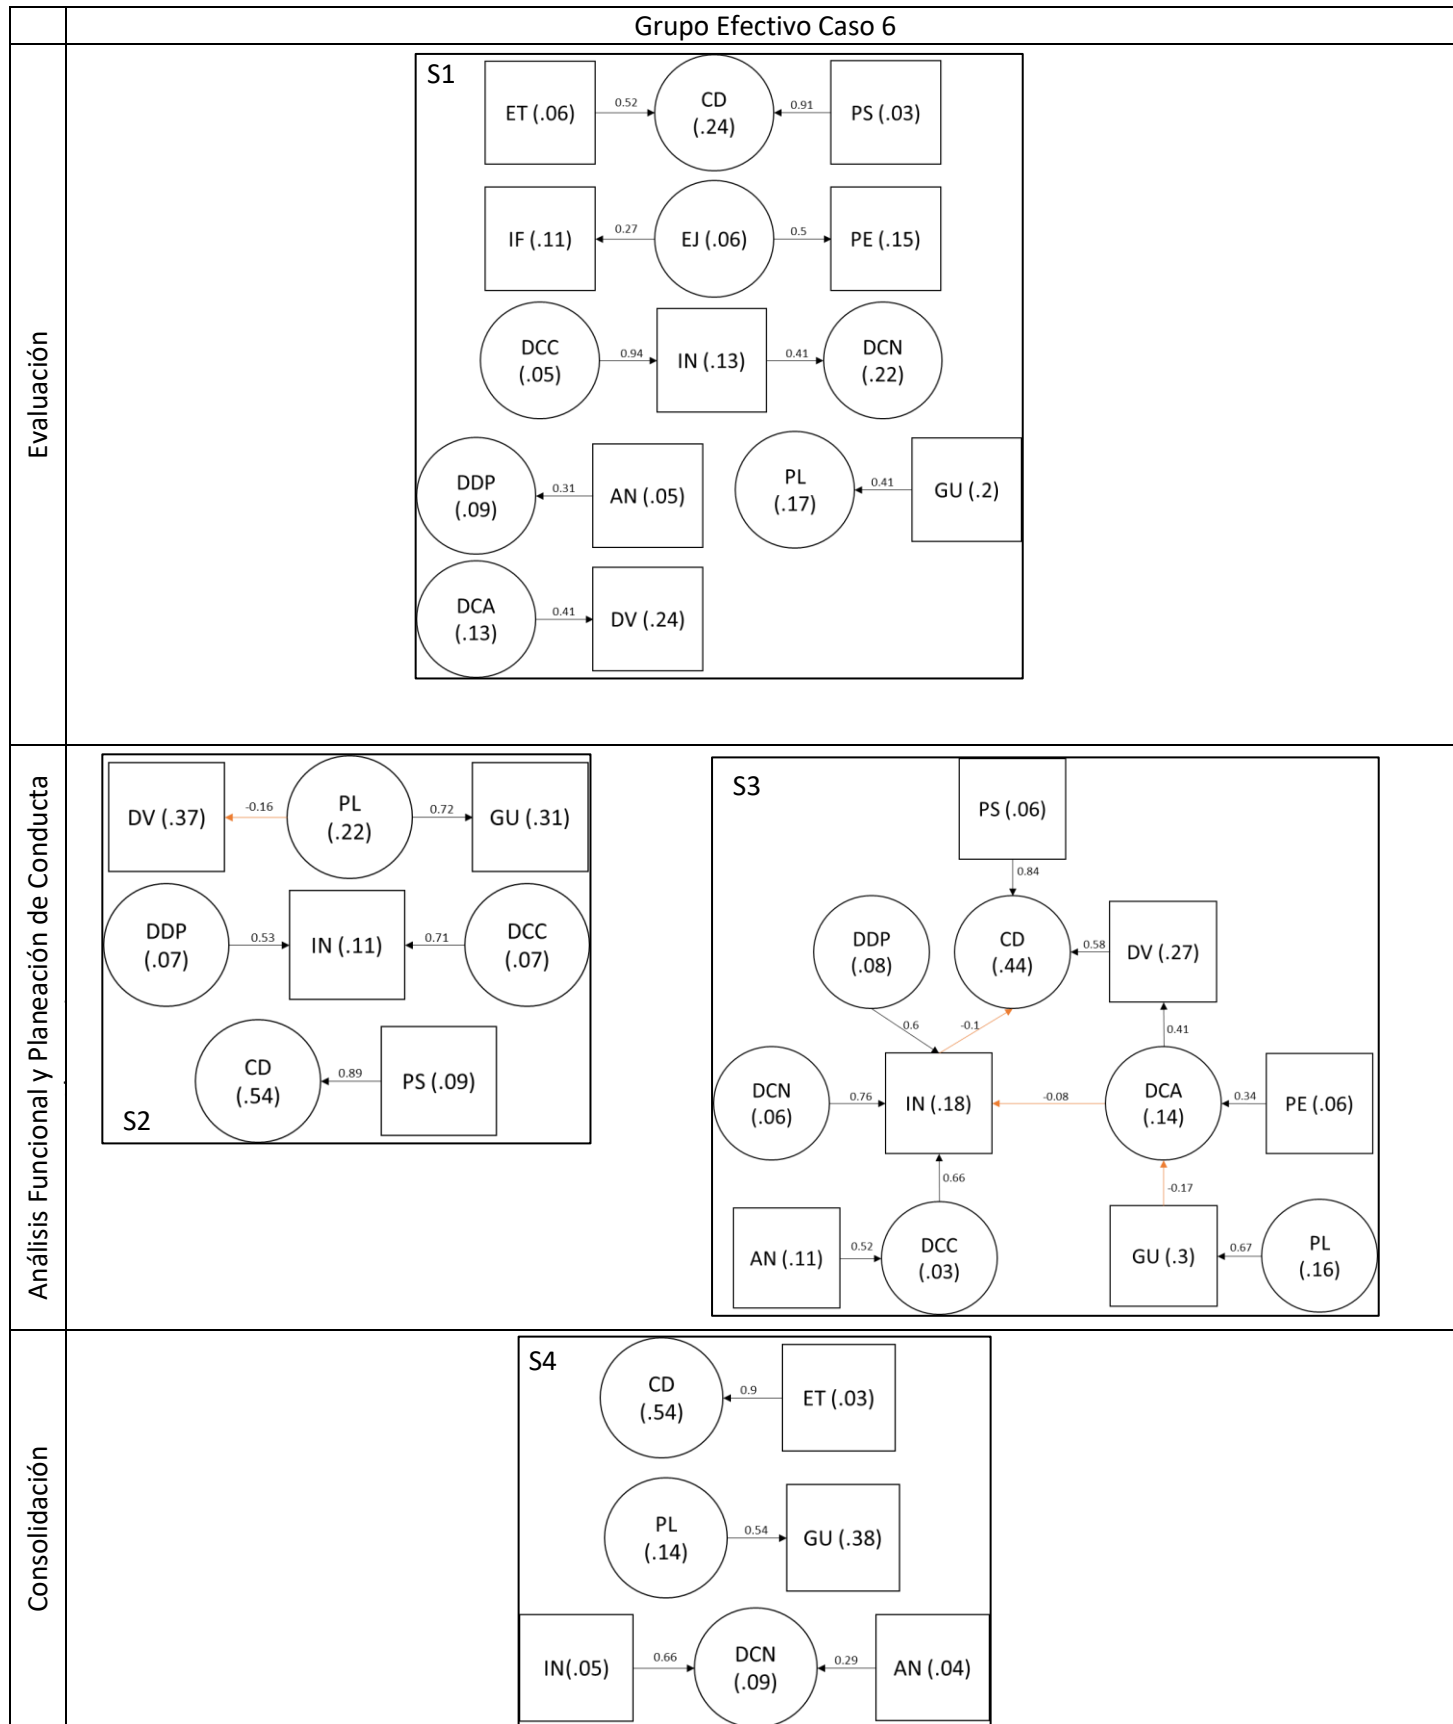 Grupo Efectivo Caso 6
Evaluación
S1
ET (.06)
0.52
CD
(.24)
0.91
PS (.03)
IF (.11)
0.27
EJ (.06)
0.5
PE (.15)
DCC
(.05)
0.94
IN (.13)
0.41
DCN
(.22)
DDP
(.09)
0.31
AN (.05)
PL
(.17)
0.41
GU (.2)
DCA
(.13)
0.41
DV (.24)
Análisis Funcional y Planeación de Conducta
DV (.37)
-0.16
PL
(.22)
0.72
GU (.31)
DDP
(.07)
0.53
IN (.11)
0.71
DCC
(.07)
CD
(.54)
0.89
PS (.09)
S2
S3
PS (.06)
0.84
DDP
(.08)
CD
(.44)
0.58
DV (.27)
0.6
-0.1
0.41
DCN
(.06)
0.76
IN (.18)
-0.08
DCA
(.14)
0.34
PE (.06)
0.66
-0.17
AN (.11)
0.52
DCC
(.03)
GU (.3)
0.67
PL
(.16)
Consolidación
S4
CD
(.54)
0.9
ET (.03)
PL
(.14)
0.54
GU (.38)
IN(.05)
0.66
DCN
(.09)
0.29
AN (.04)